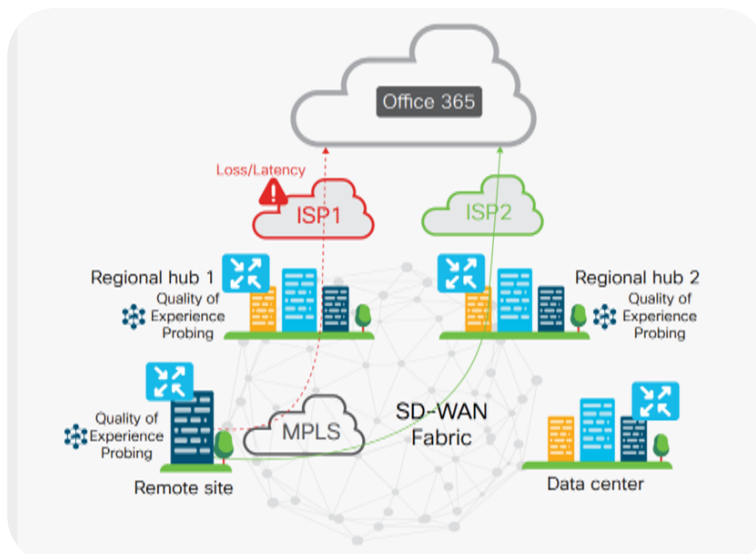 Office 365
Loss/Latency
ISP1
ISP2
Regional hub 1
Quality of
Experience
Probing
Regional hub 2
Quality of
Experience
Probing
Quality of
Experience
Probing
MPLS
SD-WAN
Fabric
Remote site
Data center